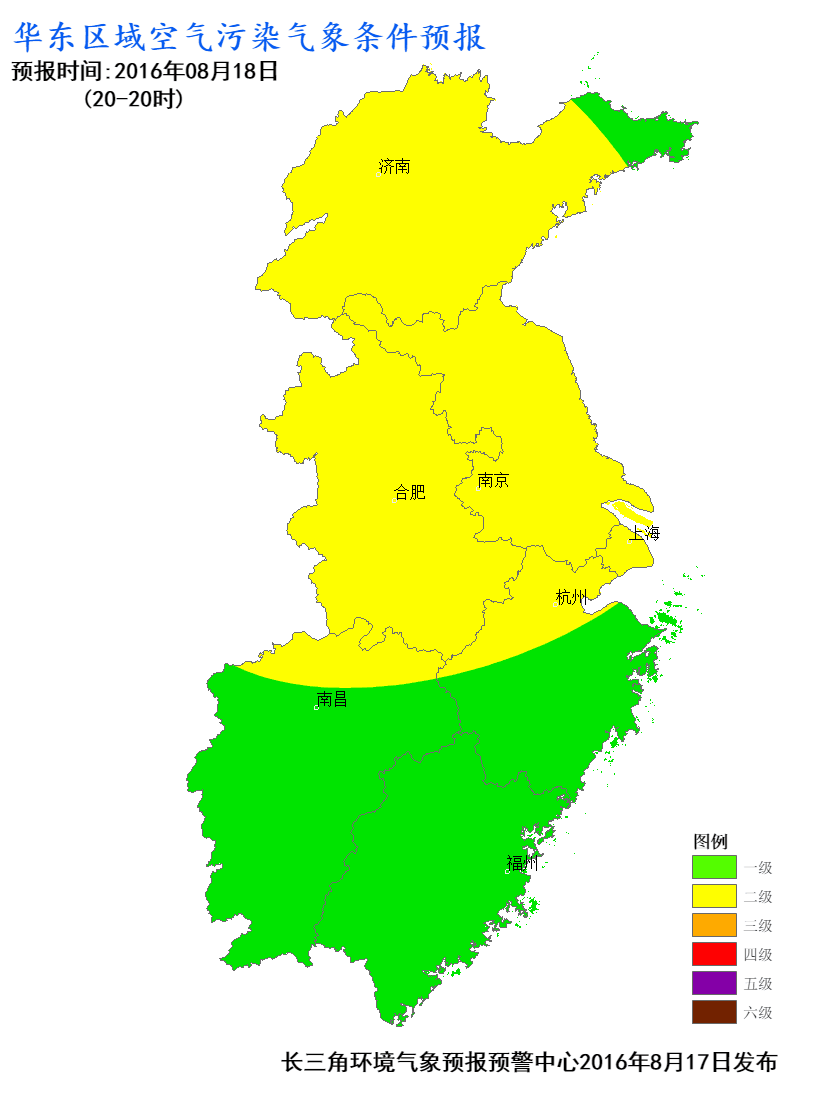 华东区域空气污染气象条件预报
预报时间:2016年08月18日
(20-20时)
济南
南京
合肥
上海
杭州
南昌
福州
图例
一级
二级
三级
四级
五级
六级
长三角环境气象预报预警中心2016年8月17日发布